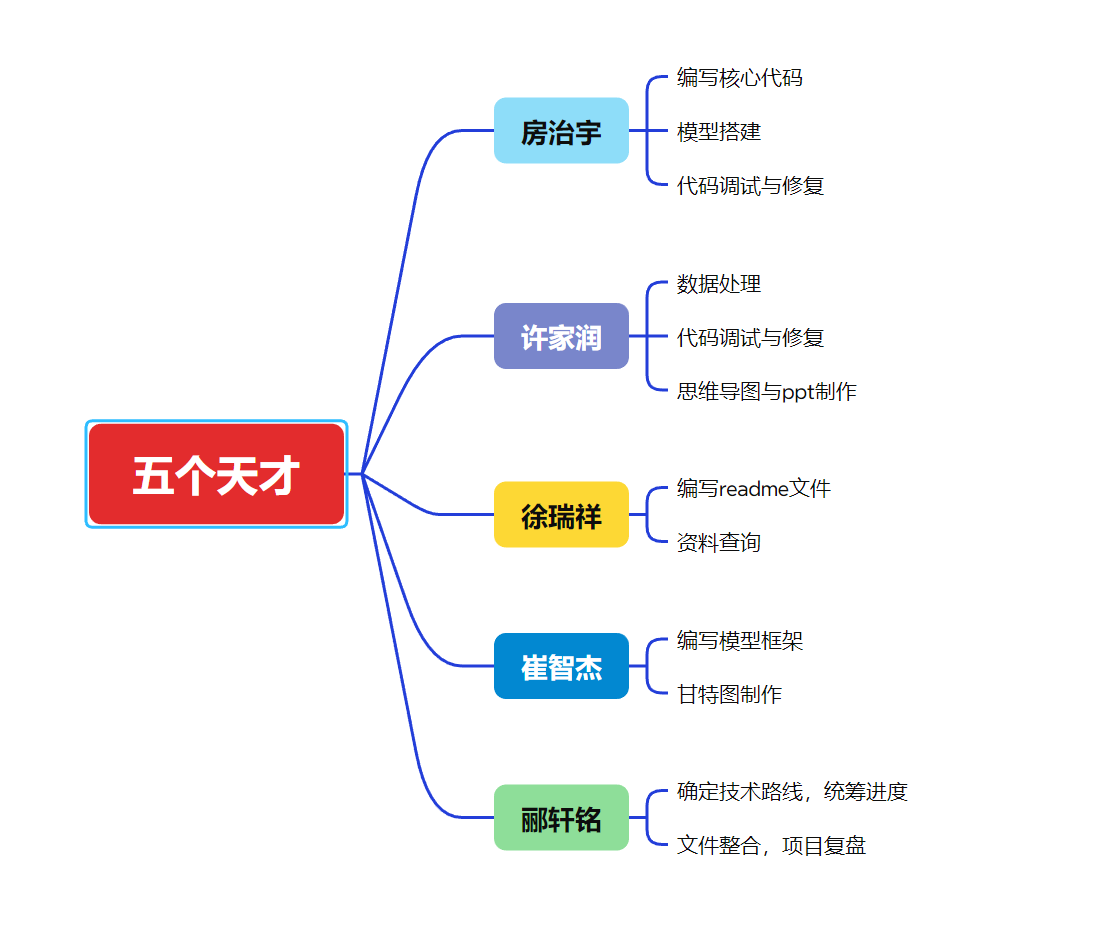 五个天才
房治宇
编写核心代码
模型搭建
代码调试与修复
许家润
数据处理
代码调试与修复
思维导图与ppt制作
徐瑞祥
编写readme文件
资料查询
崔智杰
编写模型框架
甘特图制作
郦轩铭
确定技术路线，统筹进度
文件整合，项目复盘